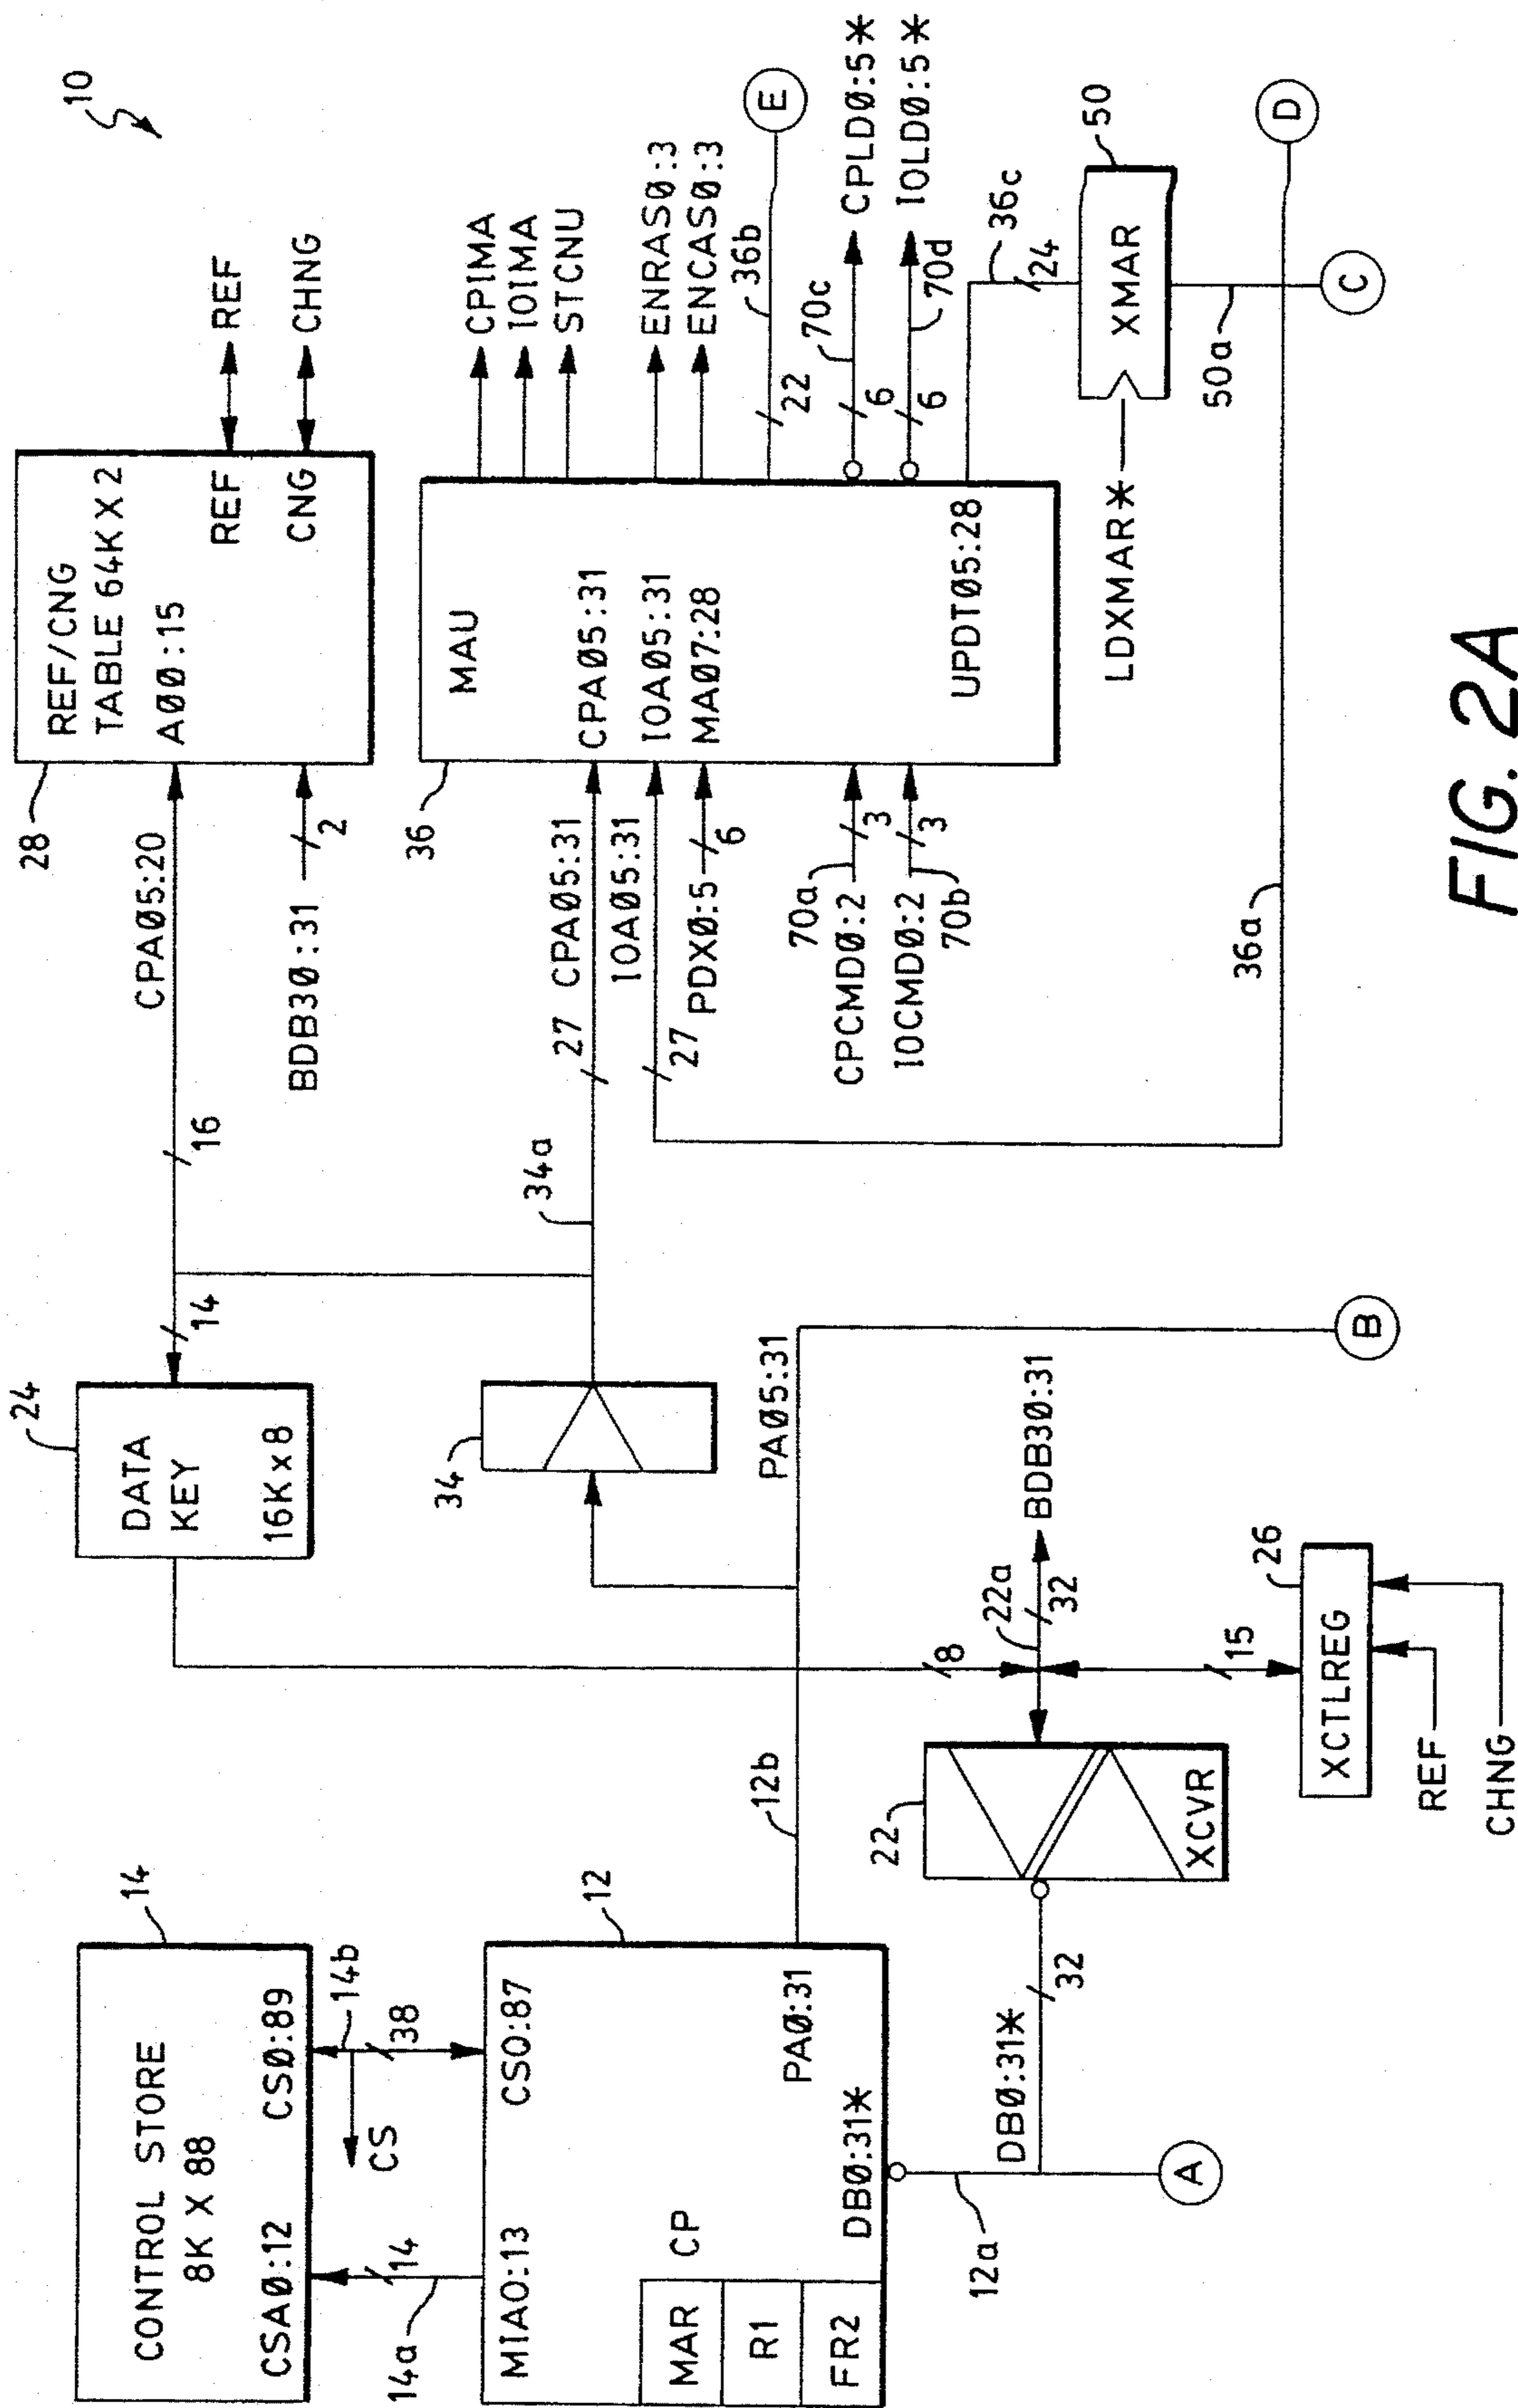 10
14
CONTROL STORE
8K X 88
CSA0:12 CS0:89
14a
14
14b
38
CS
12
MIA0:13 CS0:87
CP
MAR
R1
FR2
PA0:31
DB0:31*
12a
DB0:31*
32
A
12b
22
XCVR
22a
32
BDB30:31
8
15
26
XCTLREG
REF
CHNG
24
DATA
KEY
16K x 8
14
16
34
34a
PA05:31
B
28
REF/CNG
TABLE 64K X 2
A00:15
REF
CNG
CPA05:20
BDB30:31
2
REF
CHNG
36
MAU
CPA05:31
IOA05:31
MA07:28
UPDT05:28
27 CPA05:31
IOA05:31
27
PDX0:5
6
70a
CPCMD0:2
3
IOCMD0:2
3
70b
CPIMA
IOIMA
STCNU
ENRAS0:3
ENCAS0:3
36b
22
E
70c
6
CPLD0:5*
6
70d
IOLD0:5*
36c
24
50
XMAR
LDXMAR*
50a
C
36a
D
FIG. 2A